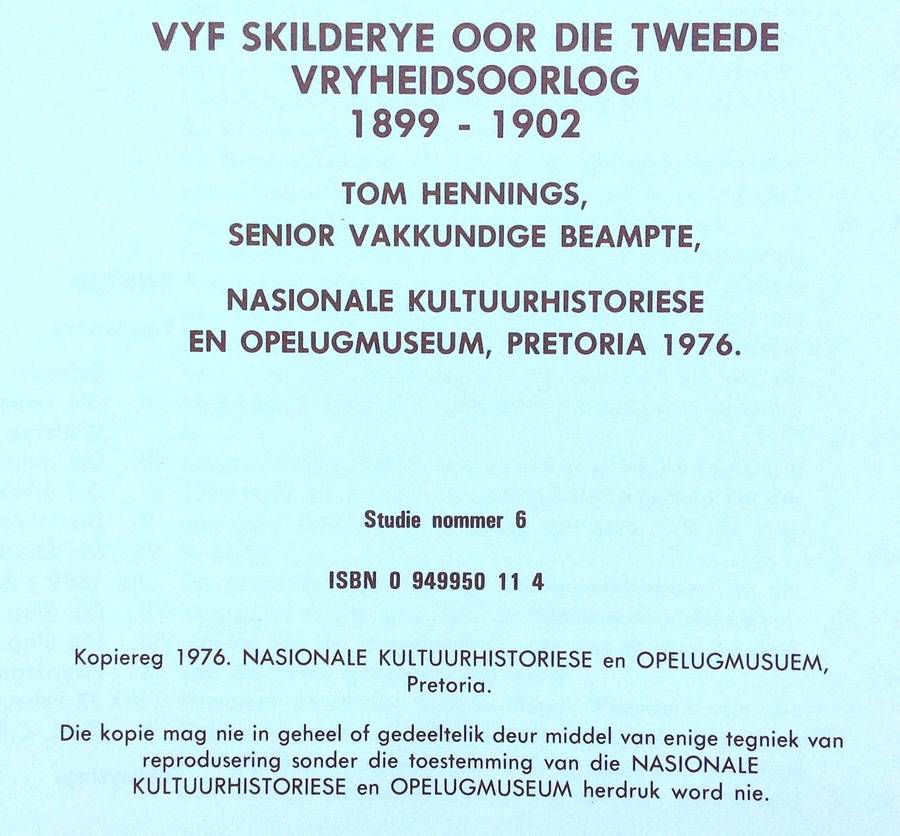 VYF SKILDERYE OOR DIE TWEEDE
VRYHEIDSOORLOG
1899 - 1902
TOM HENNINGS,
SENIOR VAKKUNDIGE BEAMPTE,
NASIONALE KULTUURHISTORIESE
EN OPELUGMUSEUM, PRETORIA 1976.
Studie nommer 6
ISBN 0 949950 11 4
Kopiereg 1976. NASIONALE KULTUURHISTORIESE en OPELUGMUSUEM,
Pretoria.
Die kopie mag nie in geheel of gedeeltelik deur middel van enige tegniek van
reprodusering sonder die toestemming van die NASIONALE
KULTUURHISTORIESE en OPELUGMUSEUM herdruk word nie.